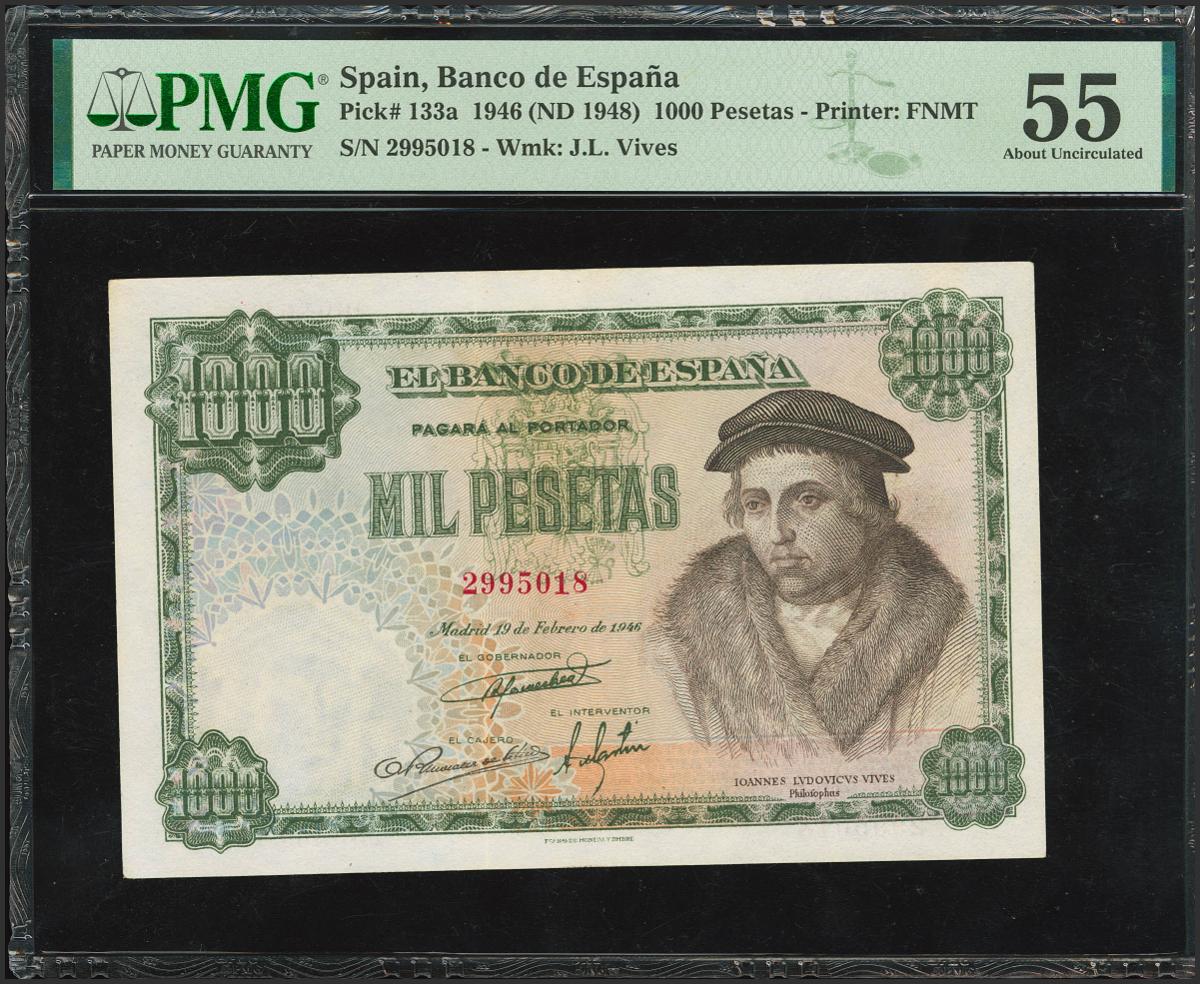 PMG®
PAPER MONEY GUARANTY
Spain, Banco de España
Pick# 133a 1946 (ND 1948) 1000 Pesetas - Printer: FNMT
S/N 2995018 - Wmk: J.L. Vives
55
About Uncirculated
1000
1000
EL BANCO DE ESPAÑA
PAGARÁ AL PORTADOR
MIL PESETAS
2995018
Madrid 19 de Febrero de 1946
EL GOBERNADOR
EL INTERVENTOR
EL CAJERO
IOANNES LVDOVICVS VIVES
Philosophus
1000
1000